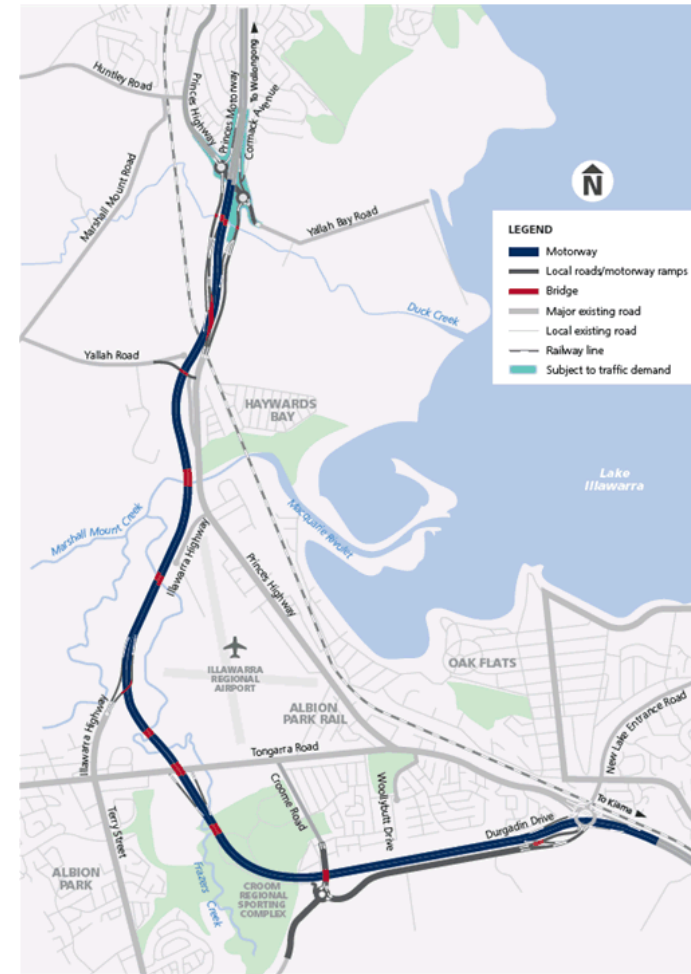 To Wollongong
Huntley Road
Princes Highway
Princes Motorway
Cormack Avenue
Marshall Mount Road
Yallah Bay Road
N
LEGEND
Motorway
Local roads/motorway ramps
Bridge
Major existing road
Local existing road
Railway line
Subject to traffic demand
Duck Creek
Yallah Road
HAYWARDS
BAY
Lake
Illawarra
Marshall Mount Creek
Macquarie Rivulet
Illawarra Highway
Princes Highway
ILLAWARRA
REGIONAL
AIRPORT
OAK FLATS
ALBION
PARK RAIL
New Lake Entrance Road
Illawarra Highway
Tongarra Road
Croome Road
Woollybutt Drive
To Kiama
Terry Street
Durgadin Drive
ALBION
PARK
Frazers Creek
CROOM
REGIONAL
SPORTING
COMPLEX